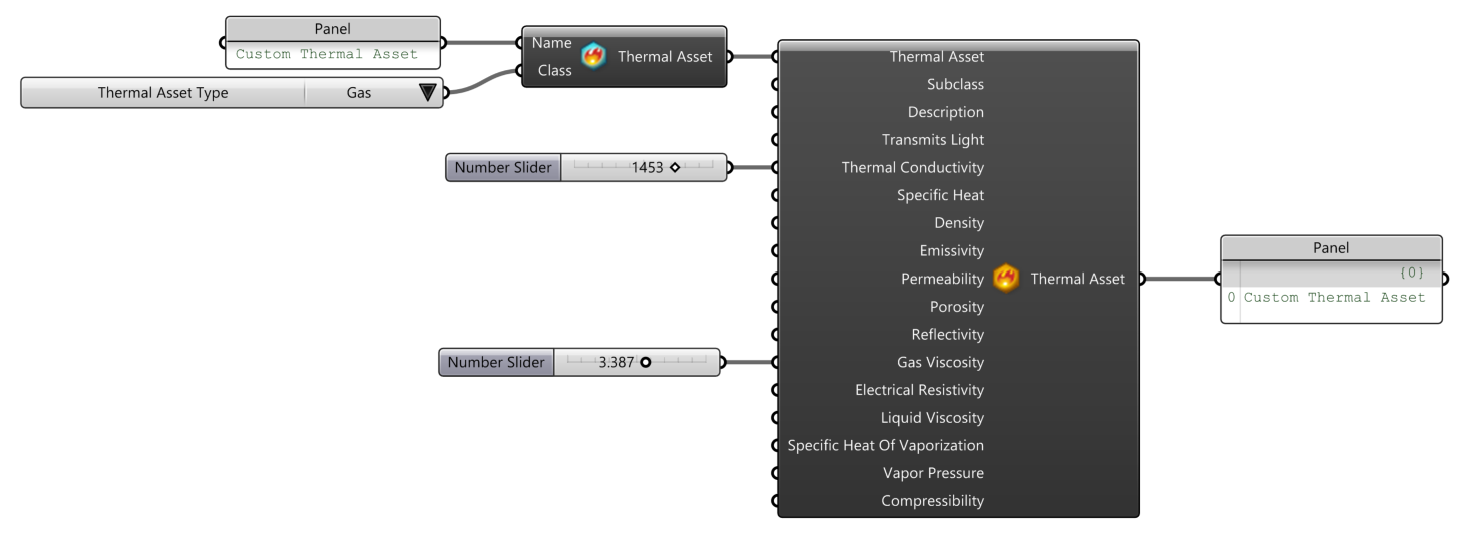 Panel
Custom Thermal Asset
Thermal Asset Type Gas
Name
Class
Thermal Asset
Number Slider 1453
Number Slider 3.387
Thermal Asset
Subclass
Description
Transmits Light
Thermal Conductivity
Specific Heat
Density
Emissivity
Permeability
Porosity
Reflectivity
Gas Viscosity
Electrical Resistivity
Liquid Viscosity
Specific Heat Of Vaporization
Vapor Pressure
Compressibility
Thermal Asset
Panel
{0}
0 Custom Thermal Asset